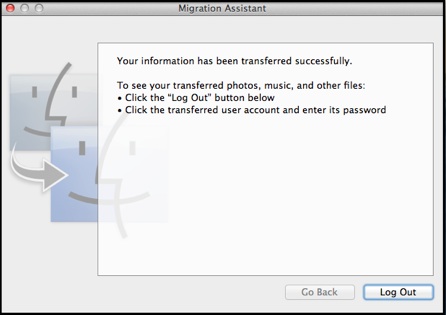 Migration Assistant
Your information has been transferred successfully.
To see your transferred photos, music, and other files:
• Click the “Log Out” button below
• Click the transferred user account and enter its password
Go Back
Log Out